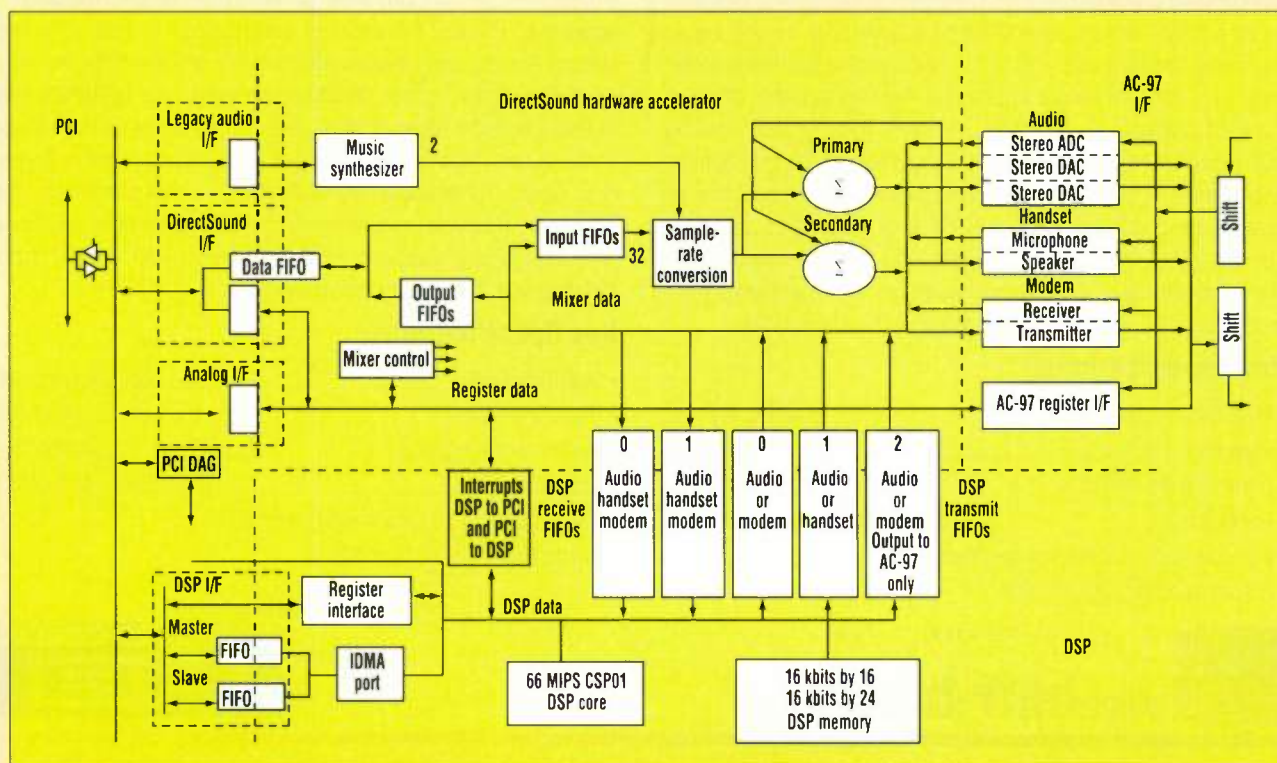 AC-97
I/F
PCI
Legacy audio
I/F
DirectSound hardware accelerator
Audio
Music
synthesizer
2
Primary
Σ
Stereo ADC
Stereo DAC
Stereo DAC
Shift
DirectSound
I/F
Data FIFO
Input FIFOs
32
Sample-
rate
conversion
Secondary
Σ
Handset
Microphone
Speaker
Output
FIFOs
Mixer data
Modem
Receiver
Transmitter
Shift
Mixer control
Analog I/F
Register data
AC-97 register I/F
PCI DAG
Interrupts
DSP to PCI
and PCI
to DSP
DSP
receive
FIFOs
0
Audio
handset
modem
1
Audio
handset
modem
0
Audio
or
modem
1
Audio
or
handset
2
Audio
or
modem
Output to
AC-97
only
DSP
transmit
FIFOs
DSP I/F
Register
interface
DSP data
Master
FIFO
Slave
FIFO
IDMA
port
66 MIPS CSP01
DSP core
16 kbits by 16
16 kbits by 24
DSP memory
DSP